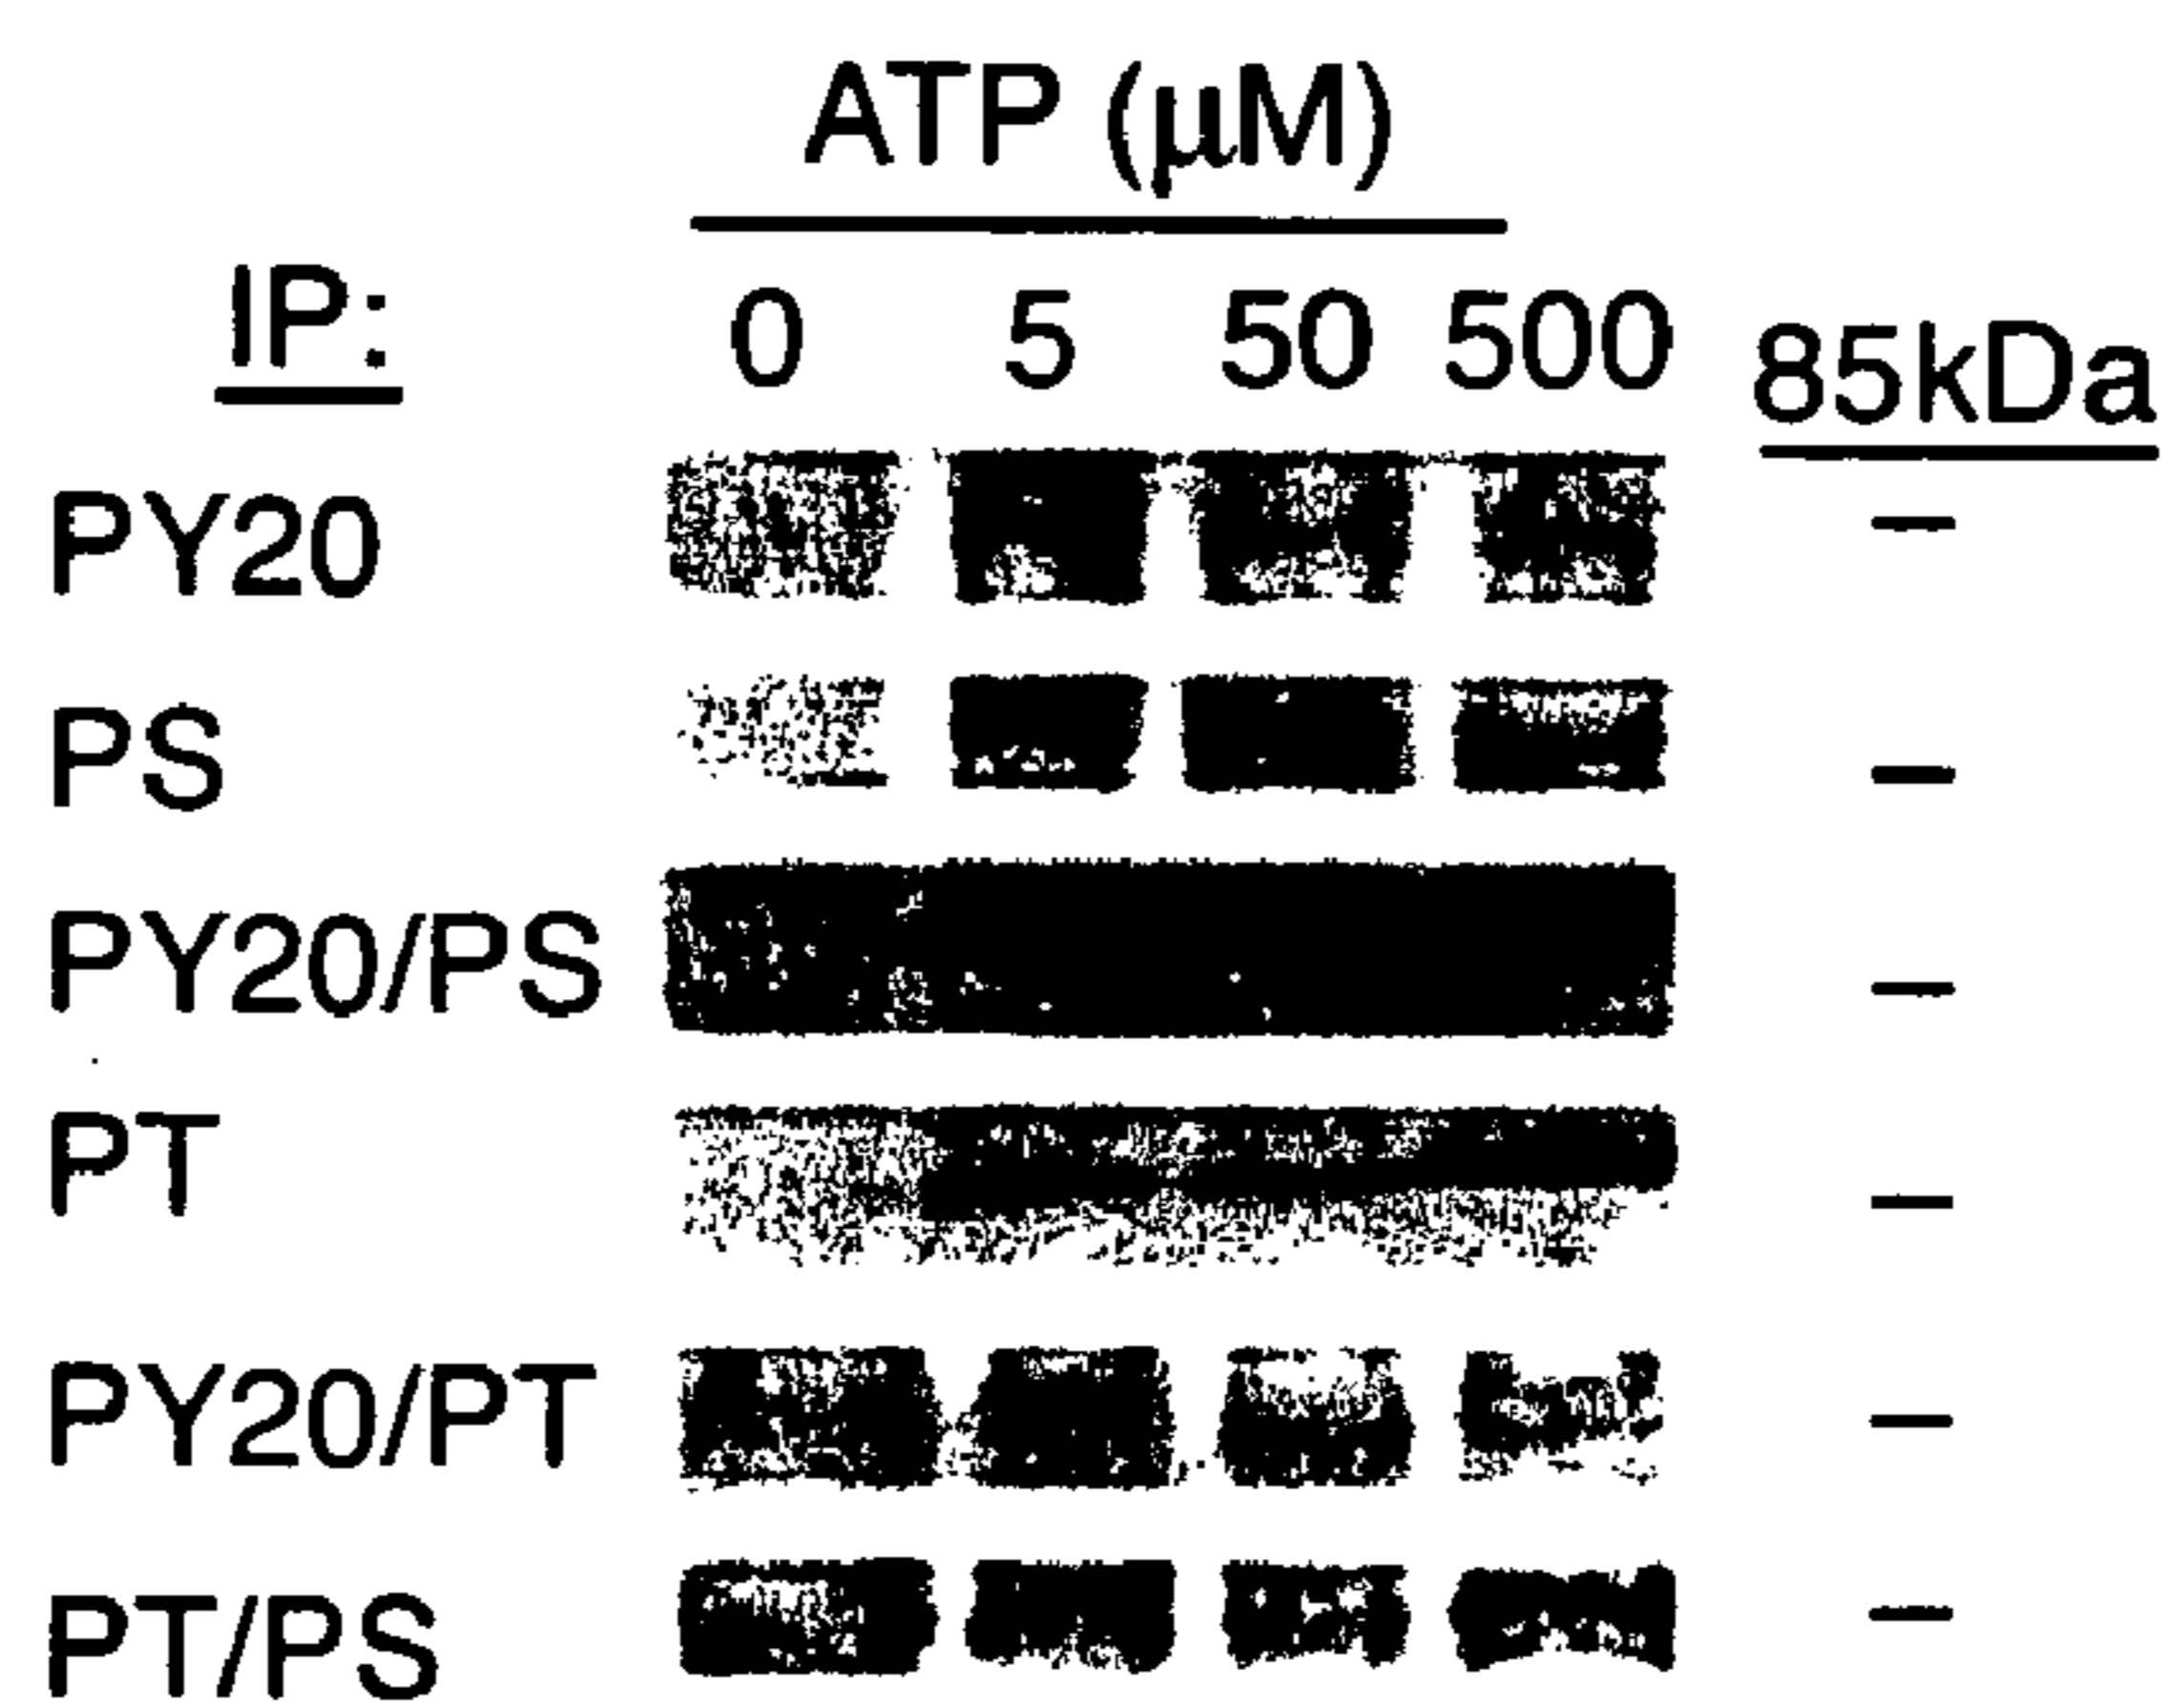 ATP (μM)
IP: 0 5 50 500 85kDa
PY20 –
PS –
PY20/PS –
PT –
PY20/PT –
PT/PS –